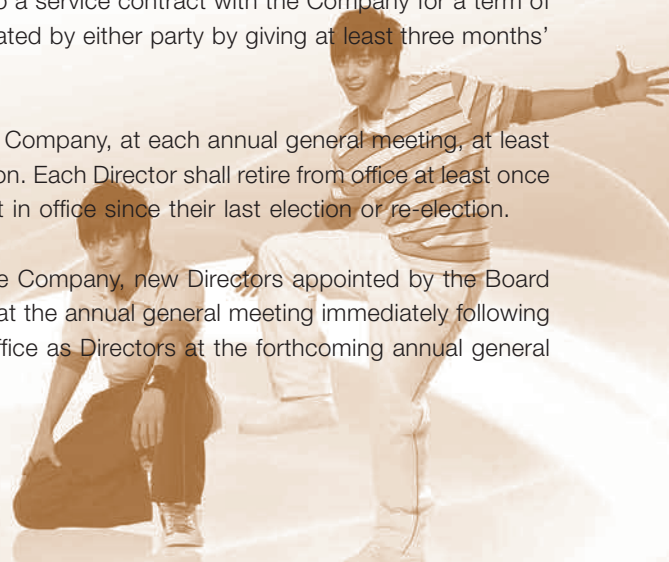 o a service contract with the Company for a term of
ated by either party by giving at least three months’
Company, at each annual general meeting, at least
on. Each Director shall retire from office at least once
t in office since their last election or re-election.
e Company, new Directors appointed by the Board
at the annual general meeting immediately following
ffice as Directors at the forthcoming annual general